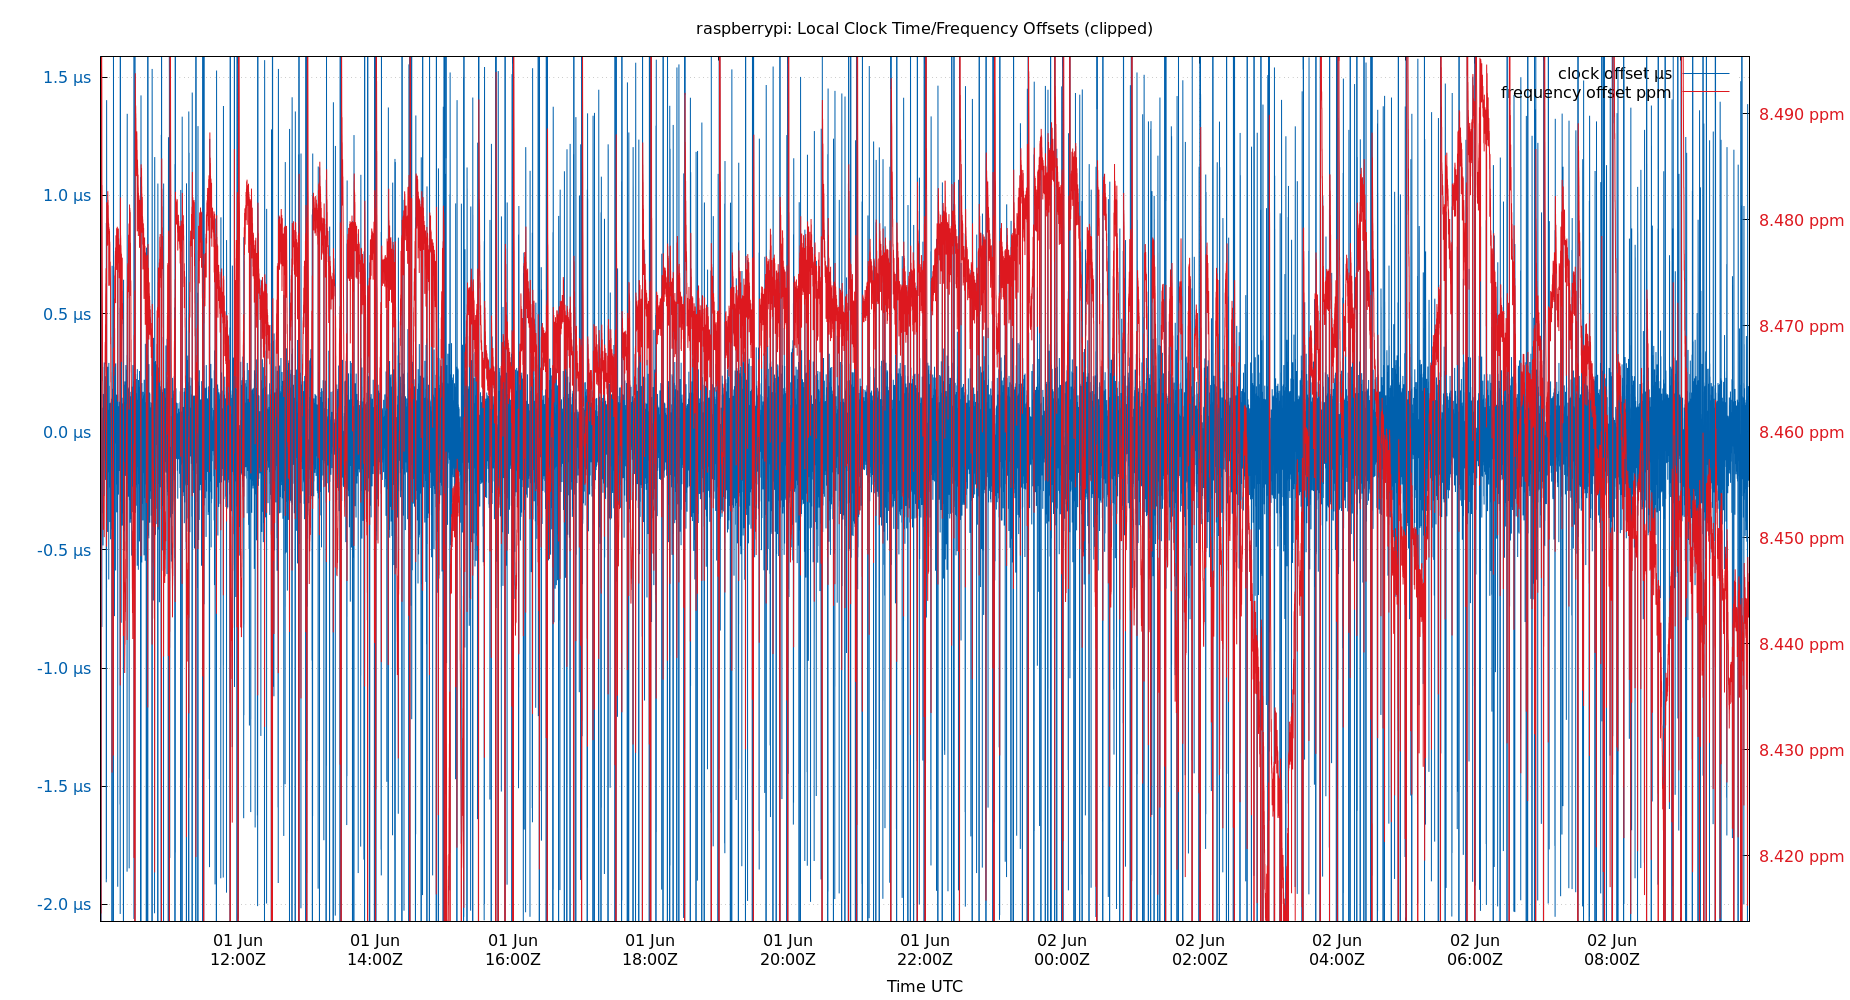 raspberrypi: Local Clock Time/Frequency Offsets (clipped)
clock offset µs
frequency offset ppm
1.5 µs
1.0 µs
0.5 µs
0.0 µs
-0.5 µs
-1.0 µs
-1.5 µs
-2.0 µs
8.490 ppm
8.480 ppm
8.470 ppm
8.460 ppm
8.450 ppm
8.440 ppm
8.430 ppm
8.420 ppm
01 Jun
12:00Z
01 Jun
14:00Z
01 Jun
16:00Z
01 Jun
18:00Z
01 Jun
20:00Z
01 Jun
22:00Z
02 Jun
00:00Z
02 Jun
02:00Z
02 Jun
04:00Z
02 Jun
06:00Z
02 Jun
08:00Z
Time UTC